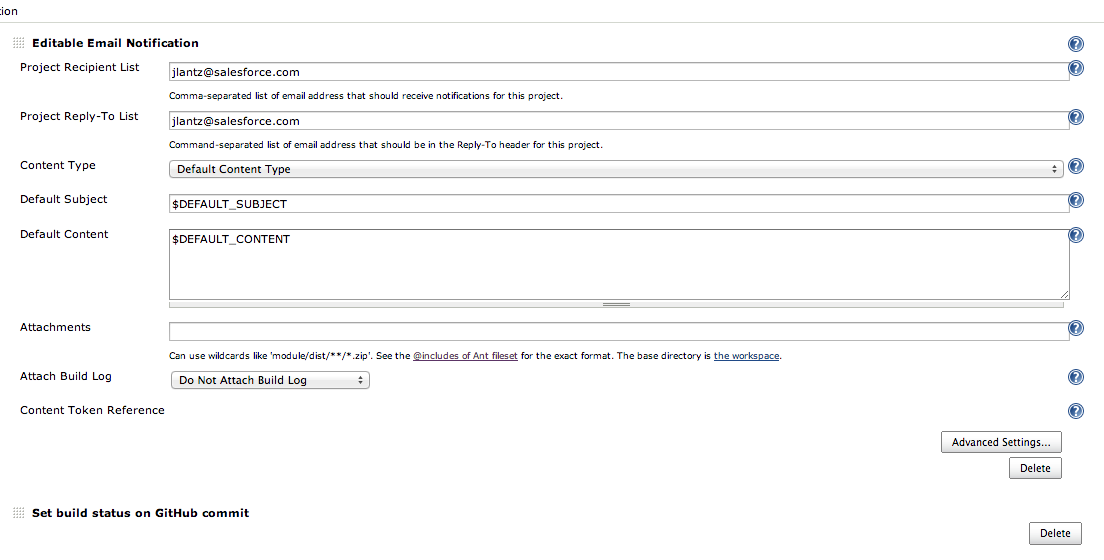 ion
Editable Email Notification
?
Project Recipient List
jlantz@salesforce.com
?
Comma-separated list of email address that should receive notifications for this project.
Project Reply-To List
jlantz@salesforce.com
?
Command-separated list of email address that should be in the Reply-To header for this project.
Content Type
Default Content Type
?
Default Subject
$DEFAULT_SUBJECT
?
Default Content
$DEFAULT_CONTENT
?
Attachments
?
Can use wildcards like 'module/dist/**/*.zip'. See the @includes of Ant fileset for the exact format. The base directory is the workspace.
Attach Build Log
Do Not Attach Build Log
?
Content Token Reference
?
Advanced Settings...
Delete
Set build status on GitHub commit
Delete